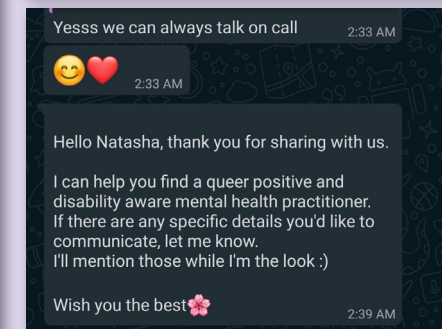 Yesss we can always talk on call
2:33 AM
😊❤️
2:33 AM
Hello Natasha, thank you for sharing with us.
I can help you find a queer positive and
disability aware mental health practitioner.
If there are any specific details you'd like to
communicate, let me know.
I'll mention those while I'm the look :)
Wish you the best🌸
2:39 AM